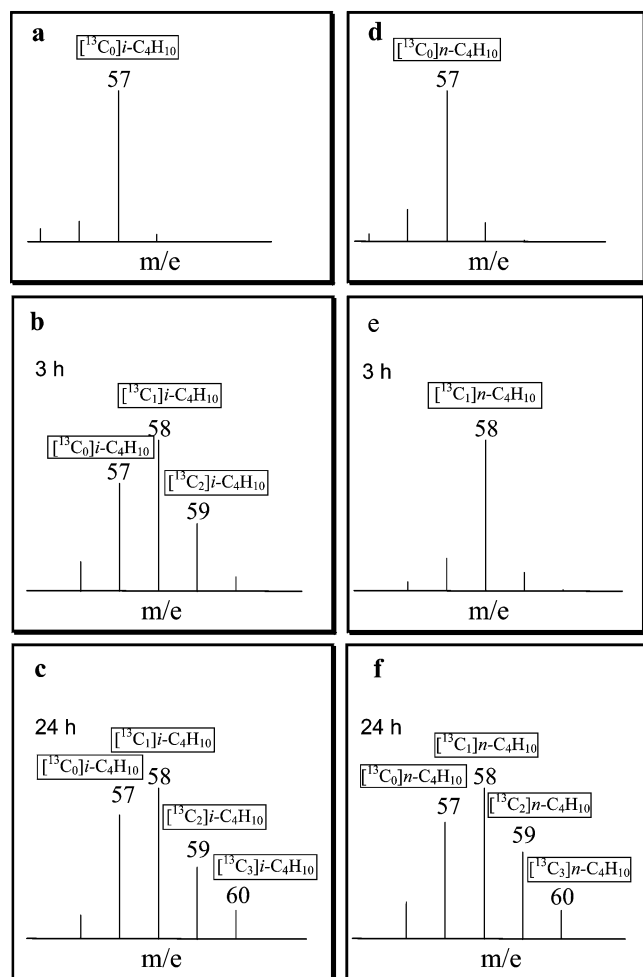 a
[¹³C₀]i-C₄H₁₀
57
m/e
d
[¹³C₀]n-C₄H₁₀
57
m/e
b
3 h
[¹³C₁]i-C₄H₁₀
58
[¹³C₀]i-C₄H₁₀
57
[¹³C₂]i-C₄H₁₀
59
m/e
e
3 h
[¹³C₁]n-C₄H₁₀
58
m/e
c
24 h
[¹³C₁]i-C₄H₁₀
[¹³C₀]i-C₄H₁₀
58
57
[¹³C₂]i-C₄H₁₀
59
[¹³C₃]i-C₄H₁₀
60
m/e
f
24 h
[¹³C₁]n-C₄H₁₀
[¹³C₀]n-C₄H₁₀
58
57
[¹³C₂]n-C₄H₁₀
59
[¹³C₃]n-C₄H₁₀
60
m/e